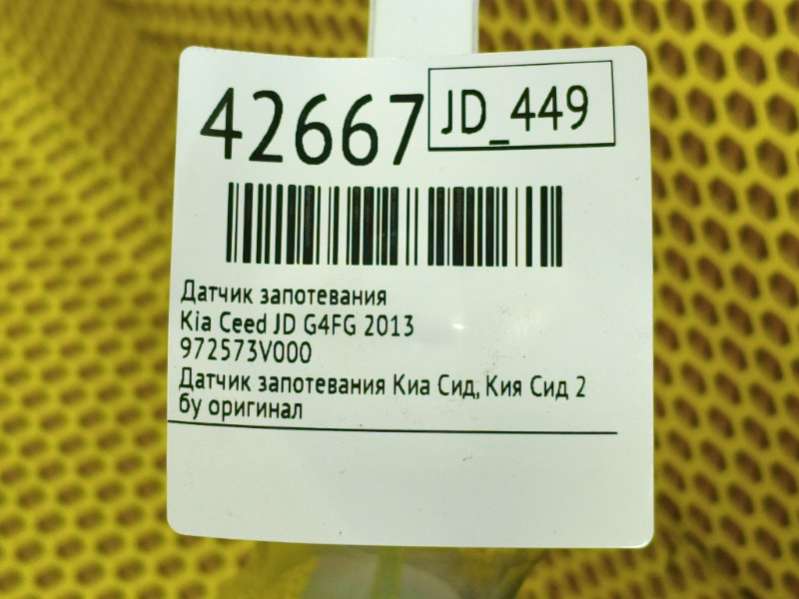 42667
JD_449
Датчик запотевания
Kia Ceed JD G4FG 2013
972573V000
Датчик запотевания Киа Сид, Кия Сид 2
бу оригинал